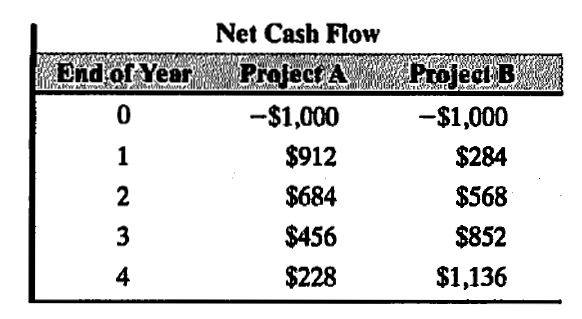 Net Cash Flow
End of Year Project A Project B
0 −$1,000 −$1,000
1 $912 $284
2 $684 $568
3 $456 $852
4 $228 $1,136